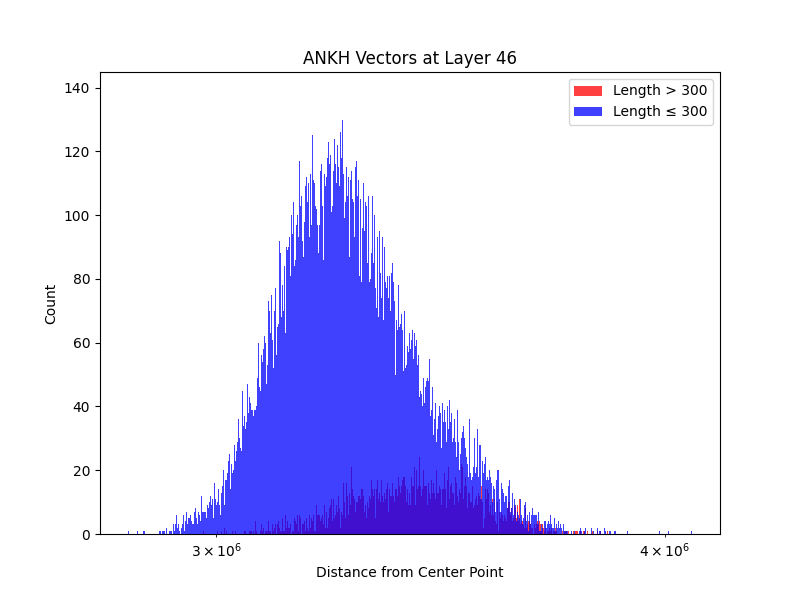 ANKH Vectors at Layer 46
Length > 300
Length ≤ 300
140
120
100
80
60
40
20
0
Count
3 × 10⁶
4 × 10⁶
Distance from Center Point